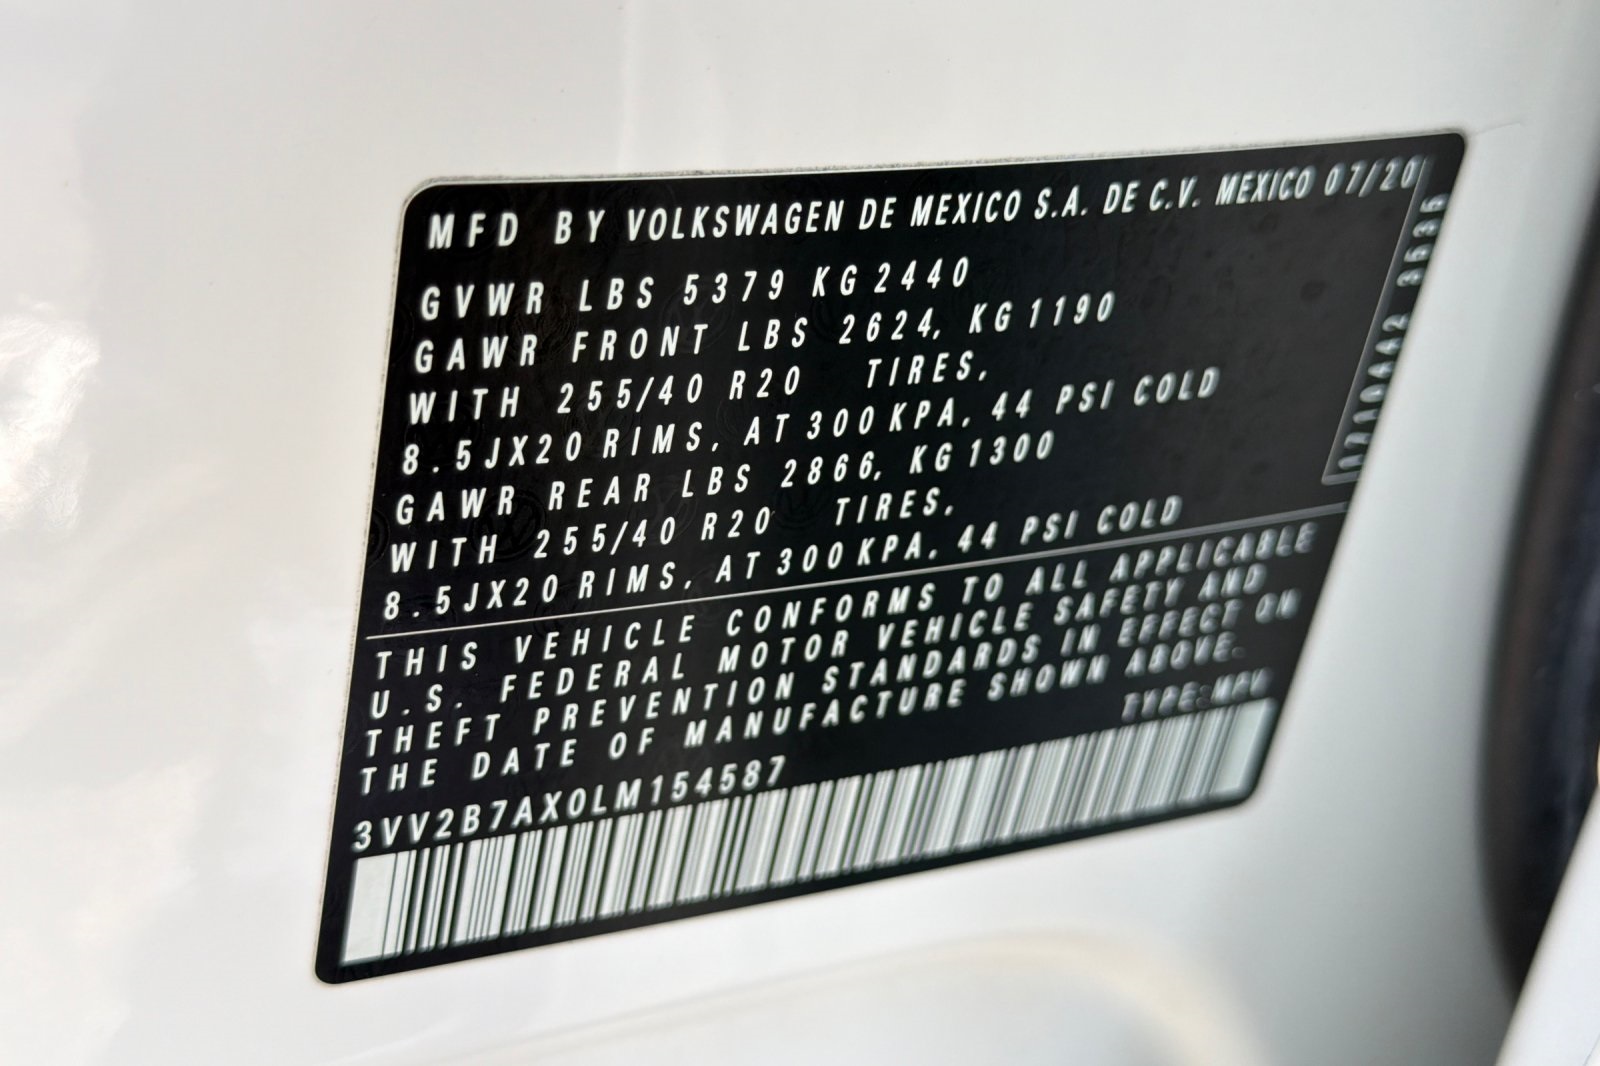 MFD BY VOLKSWAGEN DE MEXICO S.A. DE C.V. MEXICO 07/20
GVWR LBS 5379 KG 2440
GAWR FRONT LBS 2624, KG 1190
WITH 255/40 R20 TIRES,
8.5JX20 RIMS, AT 300 KPA, 44 PSI COLD
GAWR REAR LBS 2866, KG 1300
WITH 255/40 R20 TIRES,
8.5JX20 RIMS, AT 300 KPA, 44 PSI COLD
THIS VEHICLE CONFORMS TO ALL APPLICABLE
U.S. FEDERAL MOTOR VEHICLE SAFETY AND
THEFT PREVENTION STANDARDS IN EFFECT ON
THE DATE OF MANUFACTURE SHOWN ABOVE.
TYPE:MPV
3VV2B7AX0LM154587